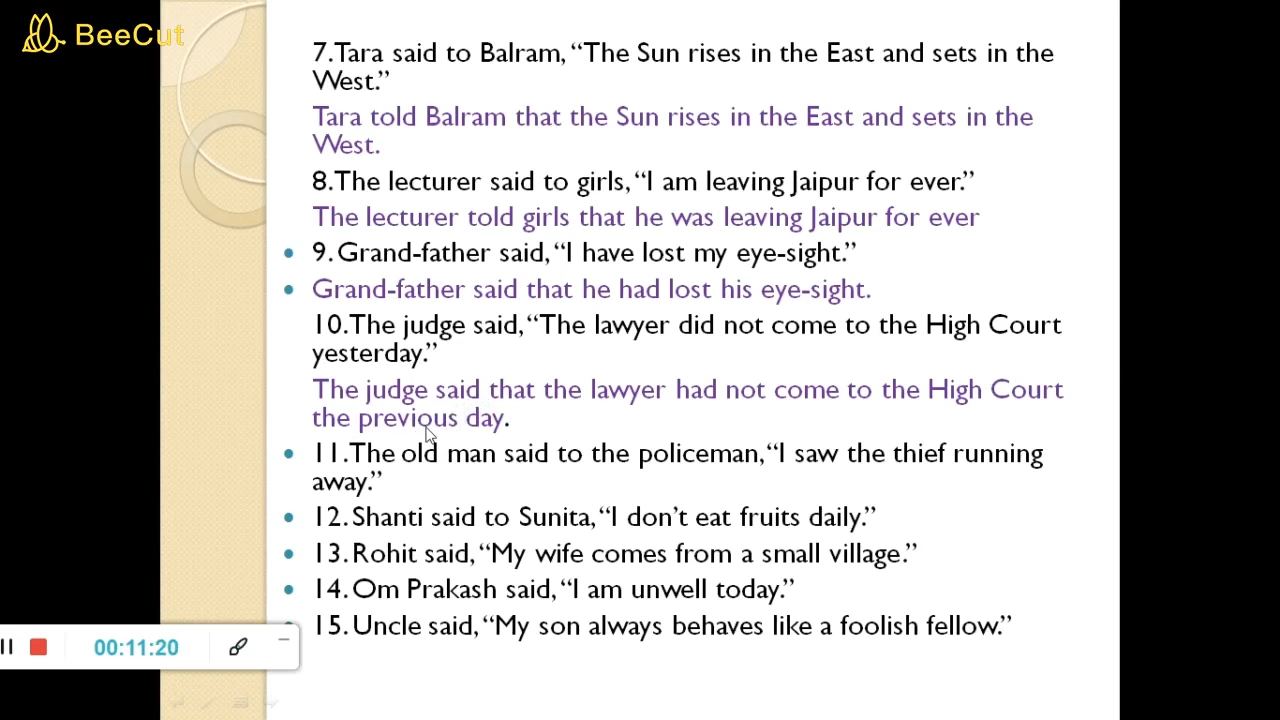 BeeCut
7.Tara said to Balram, “The Sun rises in the East and sets in the
West.”
Tara told Balram that the Sun rises in the East and sets in the
West.
8.The lecturer said to girls, “I am leaving Jaipur for ever.”
The lecturer told girls that he was leaving Jaipur for ever
9. Grand-father said, “I have lost my eye-sight.”
Grand-father said that he had lost his eye-sight.
10.The judge said, “The lawyer did not come to the High Court
yesterday.”
The judge said that the lawyer had not come to the High Court
the previous day.
11.The old man said to the policeman, “I saw the thief running
away.”
12. Shanti said to Sunita, “I don’t eat fruits daily.”
13. Rohit said, “My wife comes from a small village.”
14. Om Prakash said, “I am unwell today.”
15. Uncle said, “My son always behaves like a foolish fellow.”
00:11:20